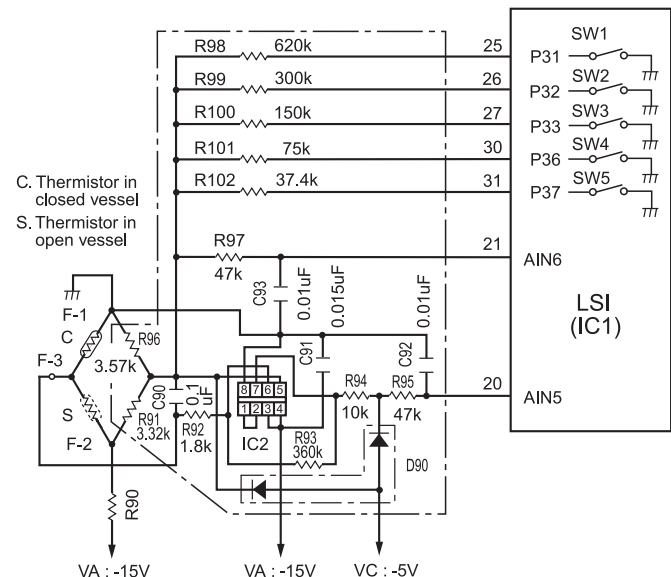 R98 620k 25 P31 SW1
R99 300k 26 P32 SW2
R100 150k 27 P33 SW3
R101 75k 30 P36 SW4
R102 37.4k 31 P37 SW5
C. Thermistor in
closed vessel
S. Thermistor in
open vessel
R97
47k
21 AIN6
C93
0.01uF
0.015uF
0.01uF
LSI
(IC1)
F-1
C
R96
3.57k
F-3
C90
0.1
uF
C91
C92
8 7 6 5
1 2 3 4
IC2
R94
10k
R95
47k
20 AIN5
S
F-2
R91
3.32k
R92
1.8k
R93
360k
D90
R90
VA : -15V
VA : -15V
VC : -5V